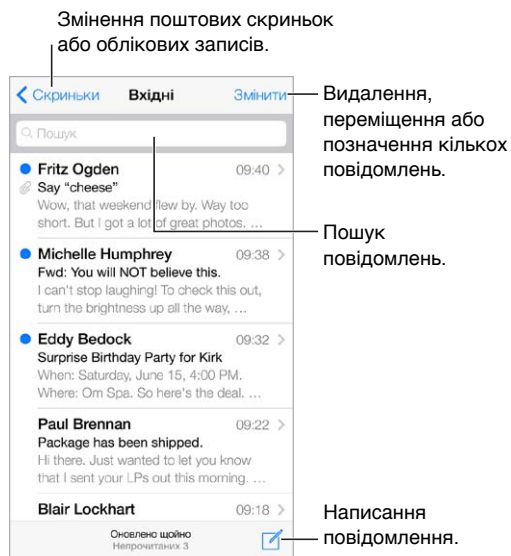 Змінення поштових скриньок
або облікових записів.
Скриньки Вхідні Змінити
Видалення,
переміщення або
позначення кількох
повідомлень.
Пошук
Fritz Ogden 09:40
Say “cheese”
Wow, that weekend flew by. Way too
short. But I got a lot of great photos. …
Пошук
повідомлень.
Michelle Humphrey 09:38
Fwd: You will NOT believe this.
I can't stop laughing! To check this out,
turn the brightness up all the way, …
Eddy Bedock 09:32
Surprise Birthday Party for Kirk
When: Saturday, June 15, 4:00 PM.
Where: Om Spa. So here's the deal. …
Paul Brennan 09:22
Package has been shipped.
Hi there. Just wanted to let you know
that I sent your LPs out this morning. …
Blair Lockhart 09:18
Оновлено щойно
Непрочитаних 3
Написання
повідомлення.